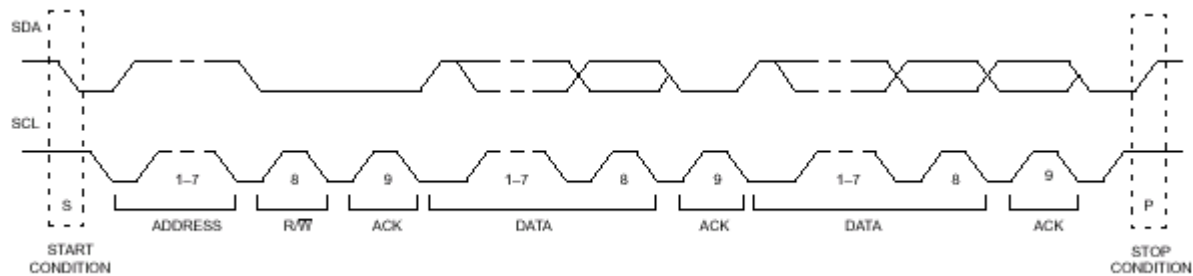 SDA
SCL
1–7 8 9 1–7 8 9 1–7 8 9
S P
ADDRESS R/W̅ ACK DATA ACK DATA ACK
START
CONDITION
STOP
CONDITION